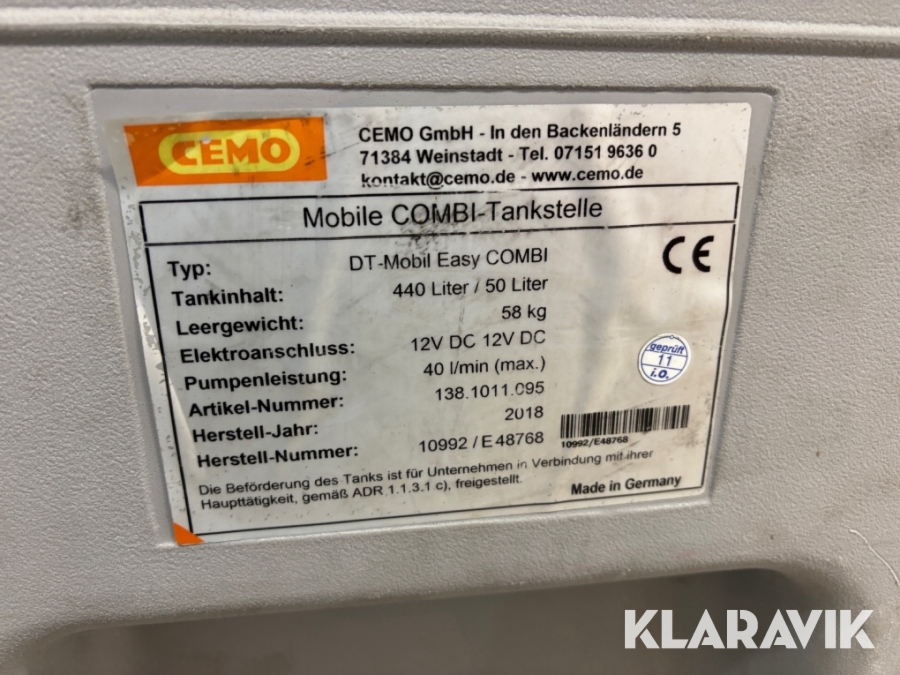 CEMO
CEMO GmbH - In den Backenländern 5
71384 Weinstadt - Tel. 07151 9636 0
kontakt@cemo.de - www.cemo.de
Mobile COMBI-Tankstelle
Typ: DT-Mobil Easy COMBI
CE
Tankinhalt: 440 Liter / 50 Liter
Leergewicht: 58 kg
Elektroanschluss: 12V DC 12V DC
Pumpenleistung: 40 l/min (max.)
Artikel-Nummer: 138.1011.095
Herstell-Jahr: 2018
Herstell-Nummer: 10992 / E 48768
geprüft
11
i.O.
10992/E48768
Die Beförderung des Tanks ist für Unternehmen in Verbindung mit ihrer
Haupttätigkeit, gemäß ADR 1.1.3.1 c), freigestellt.
Made in Germany
KLARAVIK